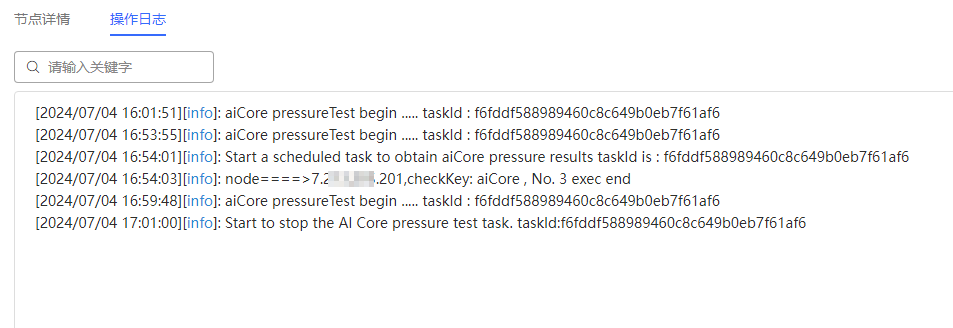 节点详情 操作日志
请输入关键字
[2024/07/04 16:01:51][info]: aiCore pressureTest begin ..... taskId : f6fddf588989460c8c649b0eb7f61af6
[2024/07/04 16:53:55][info]: aiCore pressureTest begin ..... taskId : f6fddf588989460c8c649b0eb7f61af6
[2024/07/04 16:54:01][info]: Start a scheduled task to obtain aiCore pressure results taskId is : f6fddf588989460c8c649b0eb7f61af6
[2024/07/04 16:54:03][info]: node====>7.2 .201,checkKey: aiCore , No. 3 exec end
[2024/07/04 16:59:48][info]: aiCore pressureTest begin ..... taskId : f6fddf588989460c8c649b0eb7f61af6
[2024/07/04 17:01:00][info]: Start to stop the AI Core pressure test task. taskId:f6fddf588989460c8c649b0eb7f61af6